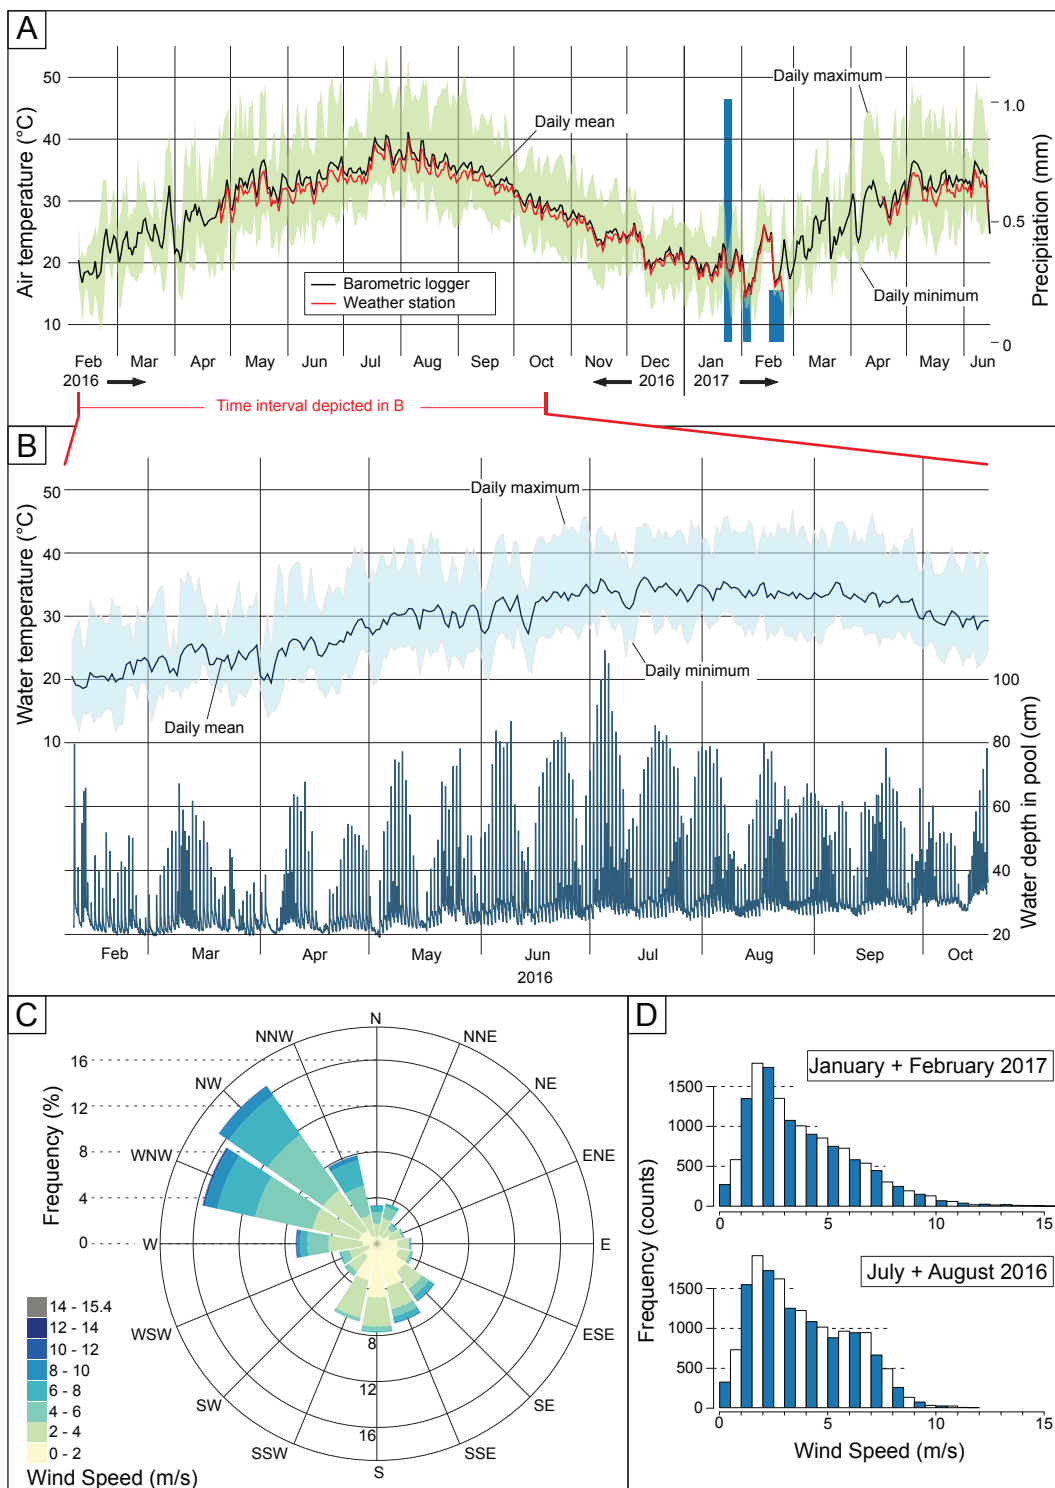 A
Air temperature (°C)
50
40
30
20
10
Daily maximum
Daily mean
Daily minimum
Barometric logger
Weather station
1.0
0.5
0
Precipitation (mm)
Feb Mar Apr May Jun Jul Aug Sep Oct Nov Dec Jan Feb Mar Apr May Jun
2016 2016 2017
Time interval depicted in B
B
Water temperature (°C)
50
40
30
20
10
Daily maximum
Daily minimum
Daily mean
100
80
60
40
20
Water depth in pool (cm)
Feb Mar Apr May Jun Jul Aug Sep Oct
2016
C
Frequency (%)
16
12
8
4
0
N
NNE
NE
ENE
E
ESE
SE
SSE
S
SSW
SW
WSW
W
WNW
NW
NNW
8
12
16
14 - 15.4
12 - 14
10 - 12
8 - 10
6 - 8
4 - 6
2 - 4
0 - 2
Wind Speed (m/s)
D
January + February 2017
1500
1000
500
0
0 5 10 15
Frequency (counts)
July + August 2016
1500
1000
500
0
0 5 10 15
Wind Speed (m/s)